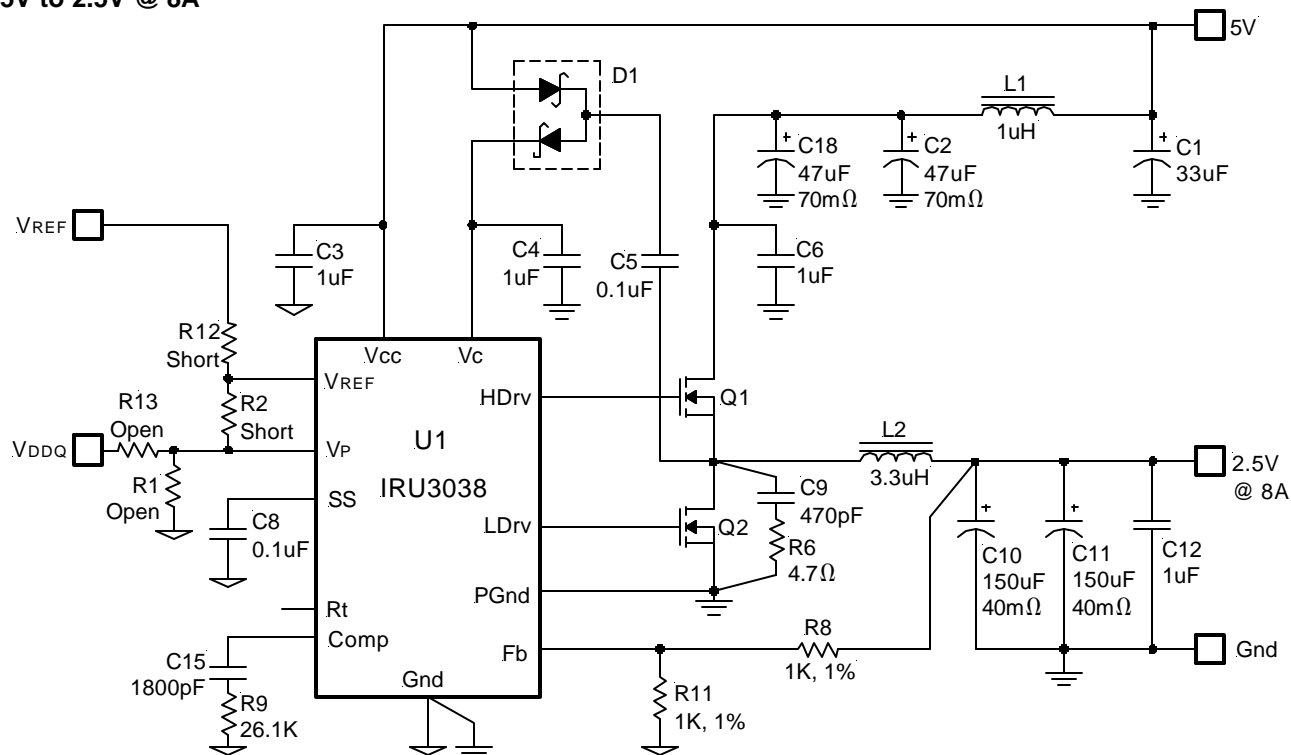 5V to 2.5V @ 8A
5V
D1
L1
1uH
C18
47uF
70mΩ
C2
47uF
70mΩ
C1
33uF
VREF
C3
1uF
C4
1uF
C5
0.1uF
C6
1uF
R12
Short
Vcc
Vc
VREF
HDrv
Q1
R13
Open
R2
Short
U1
L2
3.3uH
2.5V
@ 8A
VDDQ
VP
R1
Open
IRU3038
SS
C8
0.1uF
LDrv
Q2
C9
470pF
R6
4.7Ω
C10
150uF
40mΩ
C11
150uF
40mΩ
C12
1uF
PGnd
Rt
Comp
R8
1K, 1%
Fb
Gnd
C15
1800pF
Gnd
R9
26.1K
R11
1K, 1%